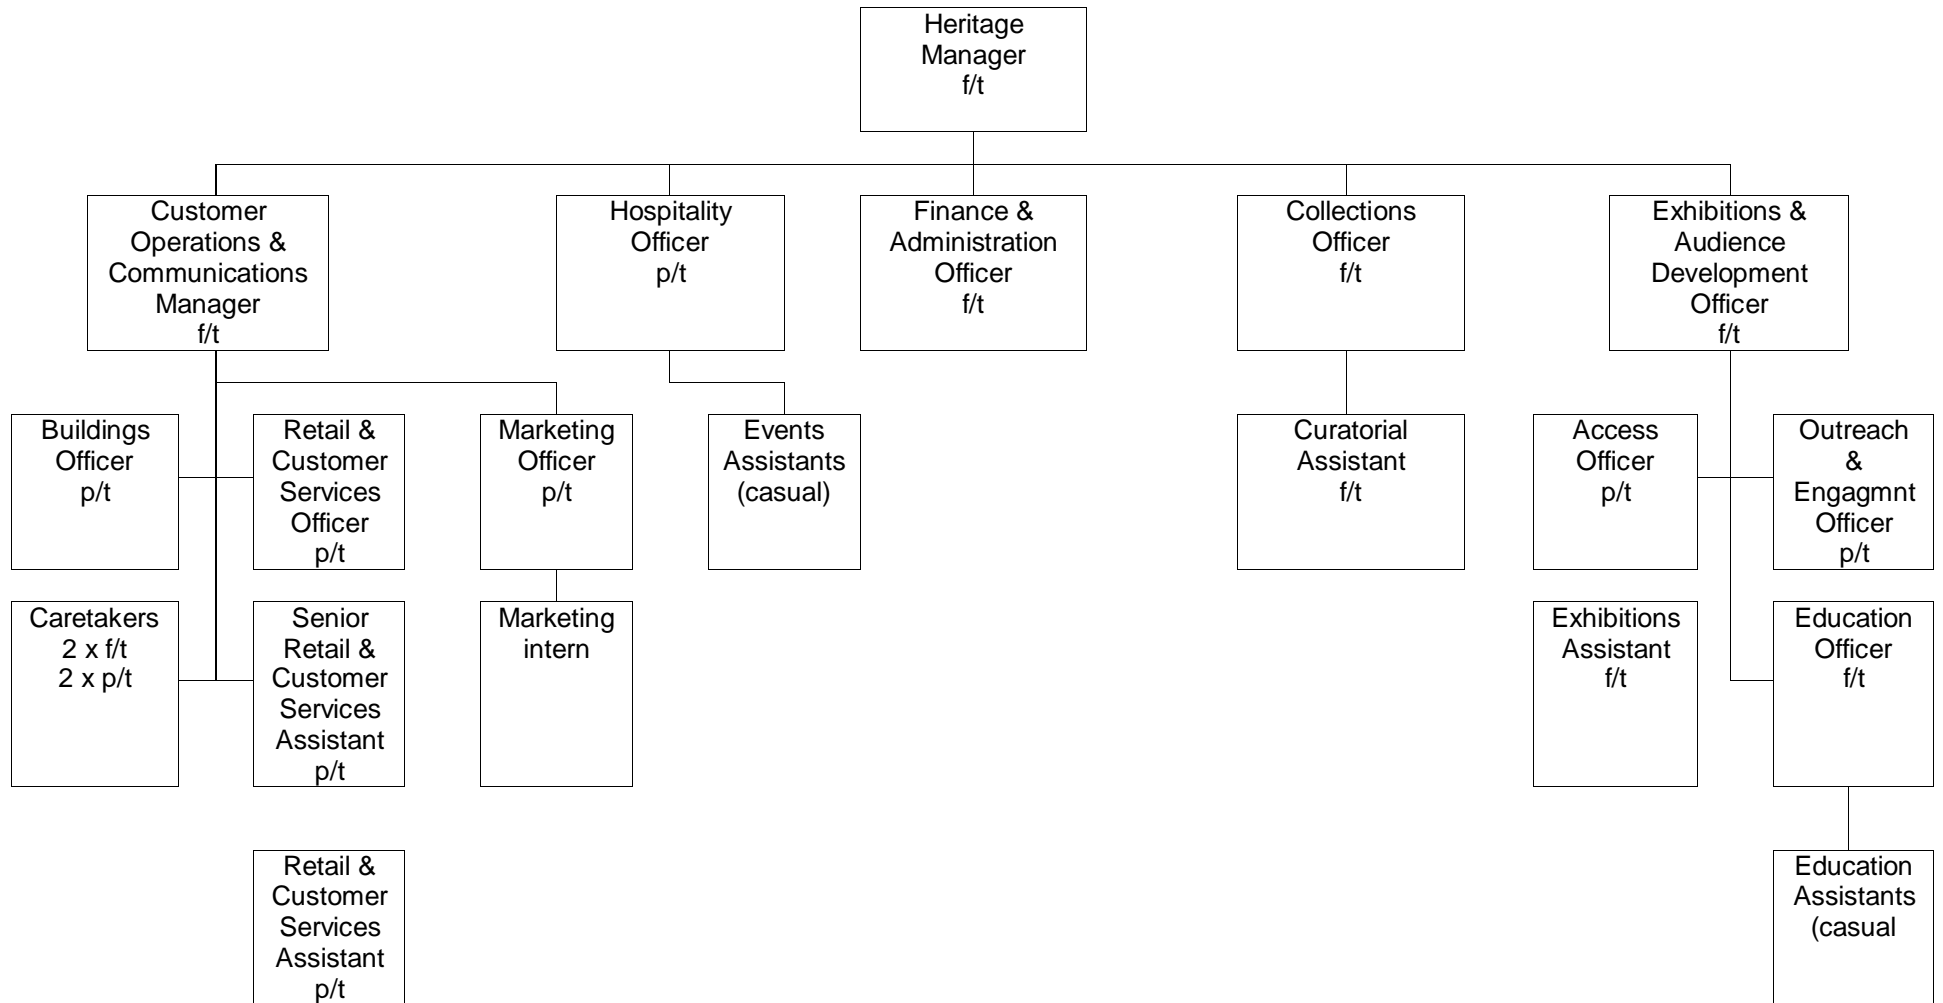 Heritage
Manager
f/t
Customer
Operations &
Communications
Manager
f/t
Hospitality
Officer
p/t
Finance &
Administration
Officer
f/t
Collections
Officer
f/t
Exhibitions &
Audience
Development
Officer
f/t
Buildings
Officer
p/t
Retail &
Customer
Services
Officer
p/t
Marketing
Officer
p/t
Events
Assistants
(casual)
Curatorial
Assistant
f/t
Access
Officer
p/t
Outreach
&
Engagmnt
Officer
p/t
Caretakers
2 x f/t
2 x p/t
Senior
Retail &
Customer
Services
Assistant
p/t
Marketing
intern
Exhibitions
Assistant
f/t
Education
Officer
f/t
Retail &
Customer
Services
Assistant
p/t
Education
Assistants
(casual